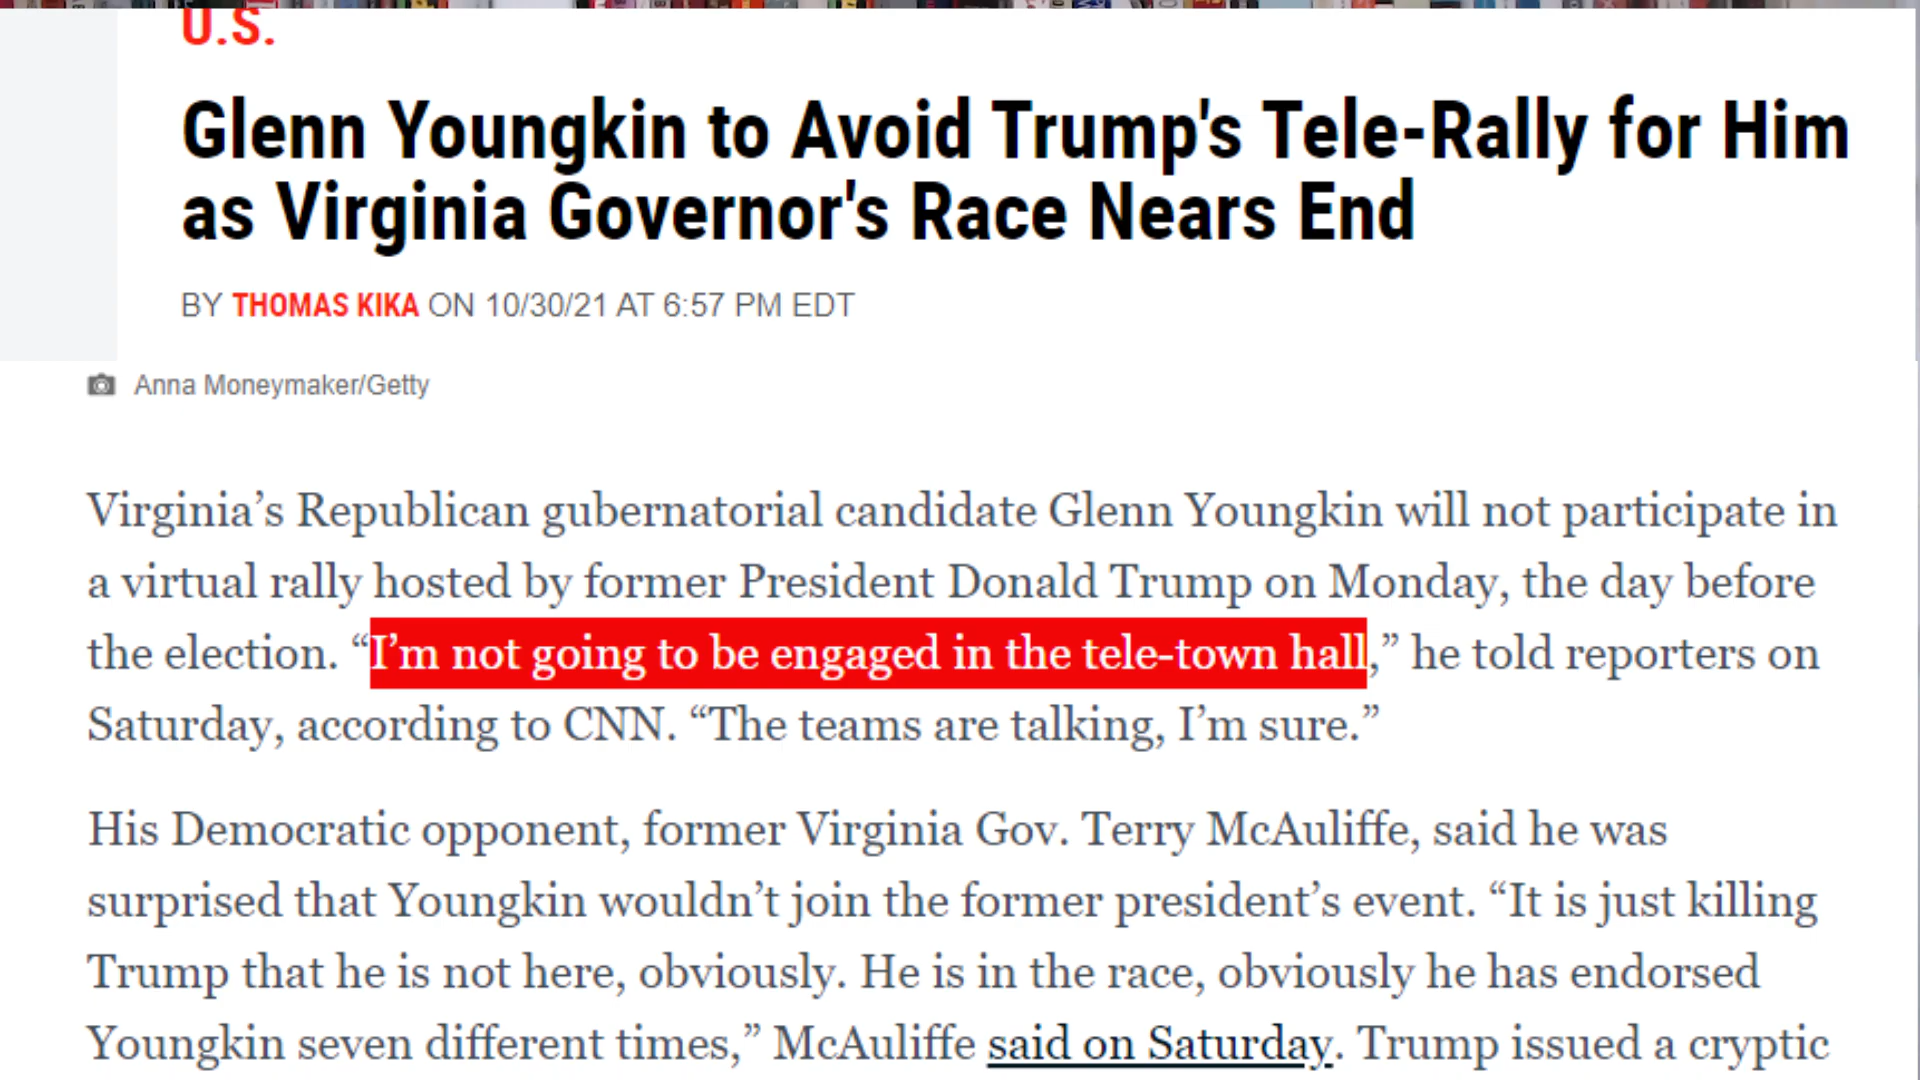 U.S.
Glenn Youngkin to Avoid Trump's Tele-Rally for Him
as Virginia Governor's Race Nears End
BY THOMAS KIKA ON 10/30/21 AT 6:57 PM EDT
Anna Moneymaker/Getty
Virginia’s Republican gubernatorial candidate Glenn Youngkin will not participate in
a virtual rally hosted by former President Donald Trump on Monday, the day before
the election. “I’m not going to be engaged in the tele-town hall,” he told reporters on
Saturday, according to CNN. “The teams are talking, I’m sure.”
His Democratic opponent, former Virginia Gov. Terry McAuliffe, said he was
surprised that Youngkin wouldn’t join the former president’s event. “It is just killing
Trump that he is not here, obviously. He is in the race, obviously he has endorsed
Youngkin seven different times,” McAuliffe said on Saturday. Trump issued a cryptic